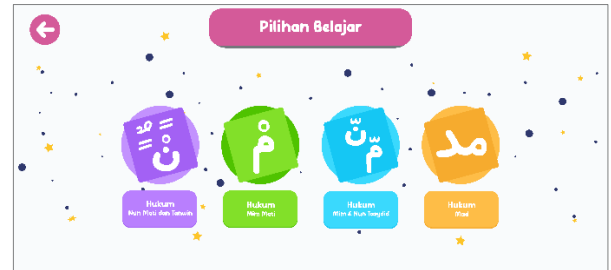 Pilihan Belajar
نْ ـًـٍـٌ
مْ
نّ مّ
مد
Hukum
Nun Mati dan Tanwin
Hukum
Mim Mati
Hukum
Mim & Nun Tasydid
Hukum
Mad